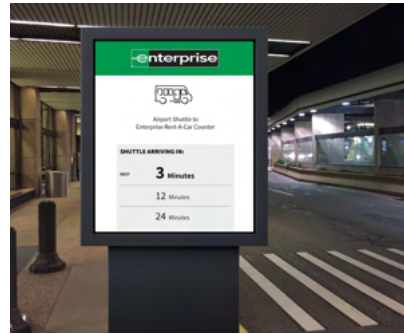 enterprise
Airport Shuttle to
Enterprise Rent-A-Car Counter
SHUTTLE ARRIVING IN:
NEXT 3 Minutes
12 Minutes
24 Minutes